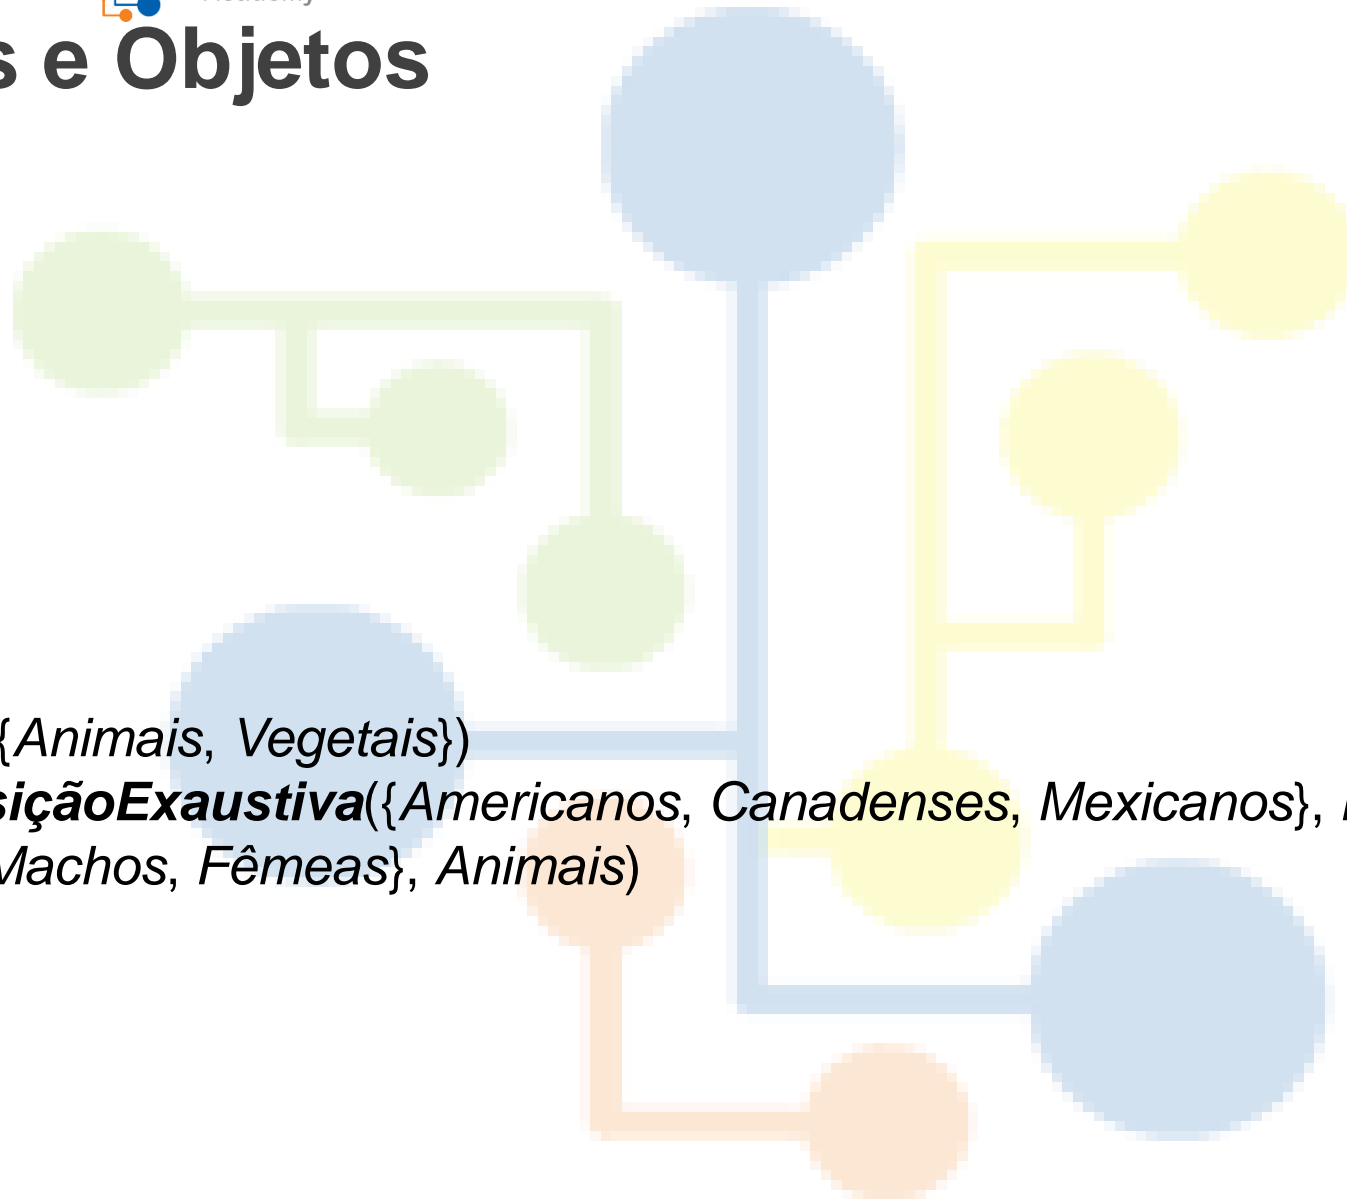 s e Objetos
{Animais, Vegetais})
siçãoExaustiva({Americanos, Canadenses, Mexicanos},
Machos, Fêmeas}, Animais)